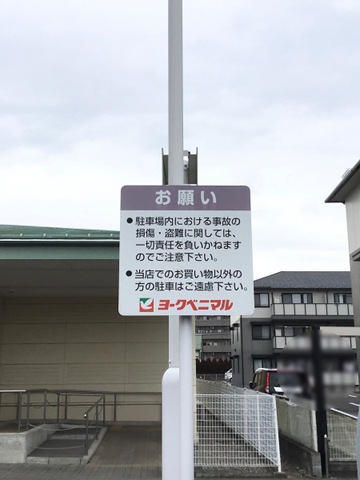 お願い
●駐車場内における事故の
損傷・盗難に関しては、
一切責任を負いかねます
のでご注意下さい。
●当店でのお買い物以外の
方の駐車はご遠慮下さい。
ヨークベニマル